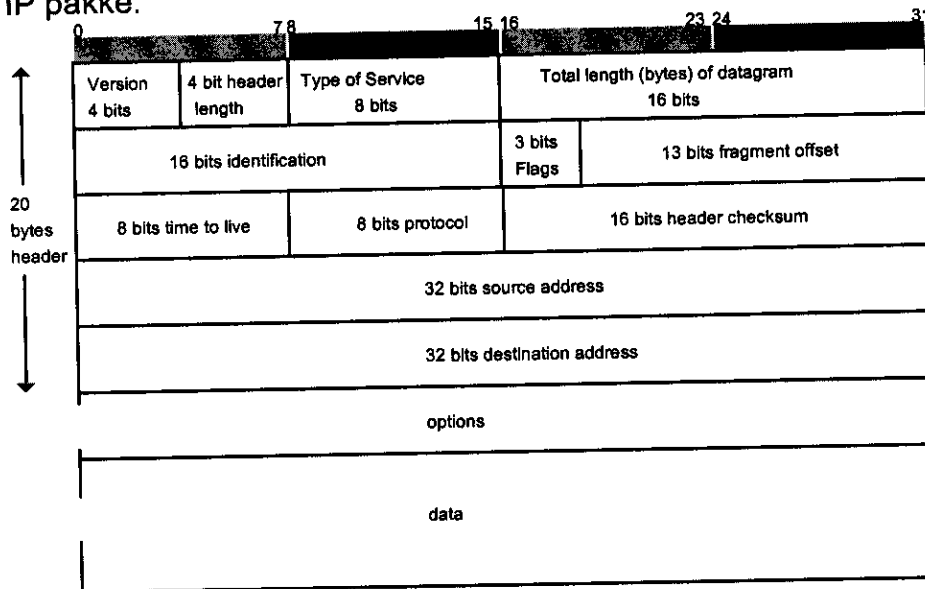 IP pakke.
0 7 8 15 16 23 24 31
Version 4 bit header Type of Service Total length (bytes) of datagram
4 bits length 8 bits 16 bits
16 bits identification 3 bits Flags 13 bits fragment offset
20 bytes header
8 bits time to live 8 bits protocol 16 bits header checksum
32 bits source address
32 bits destination address
options
data